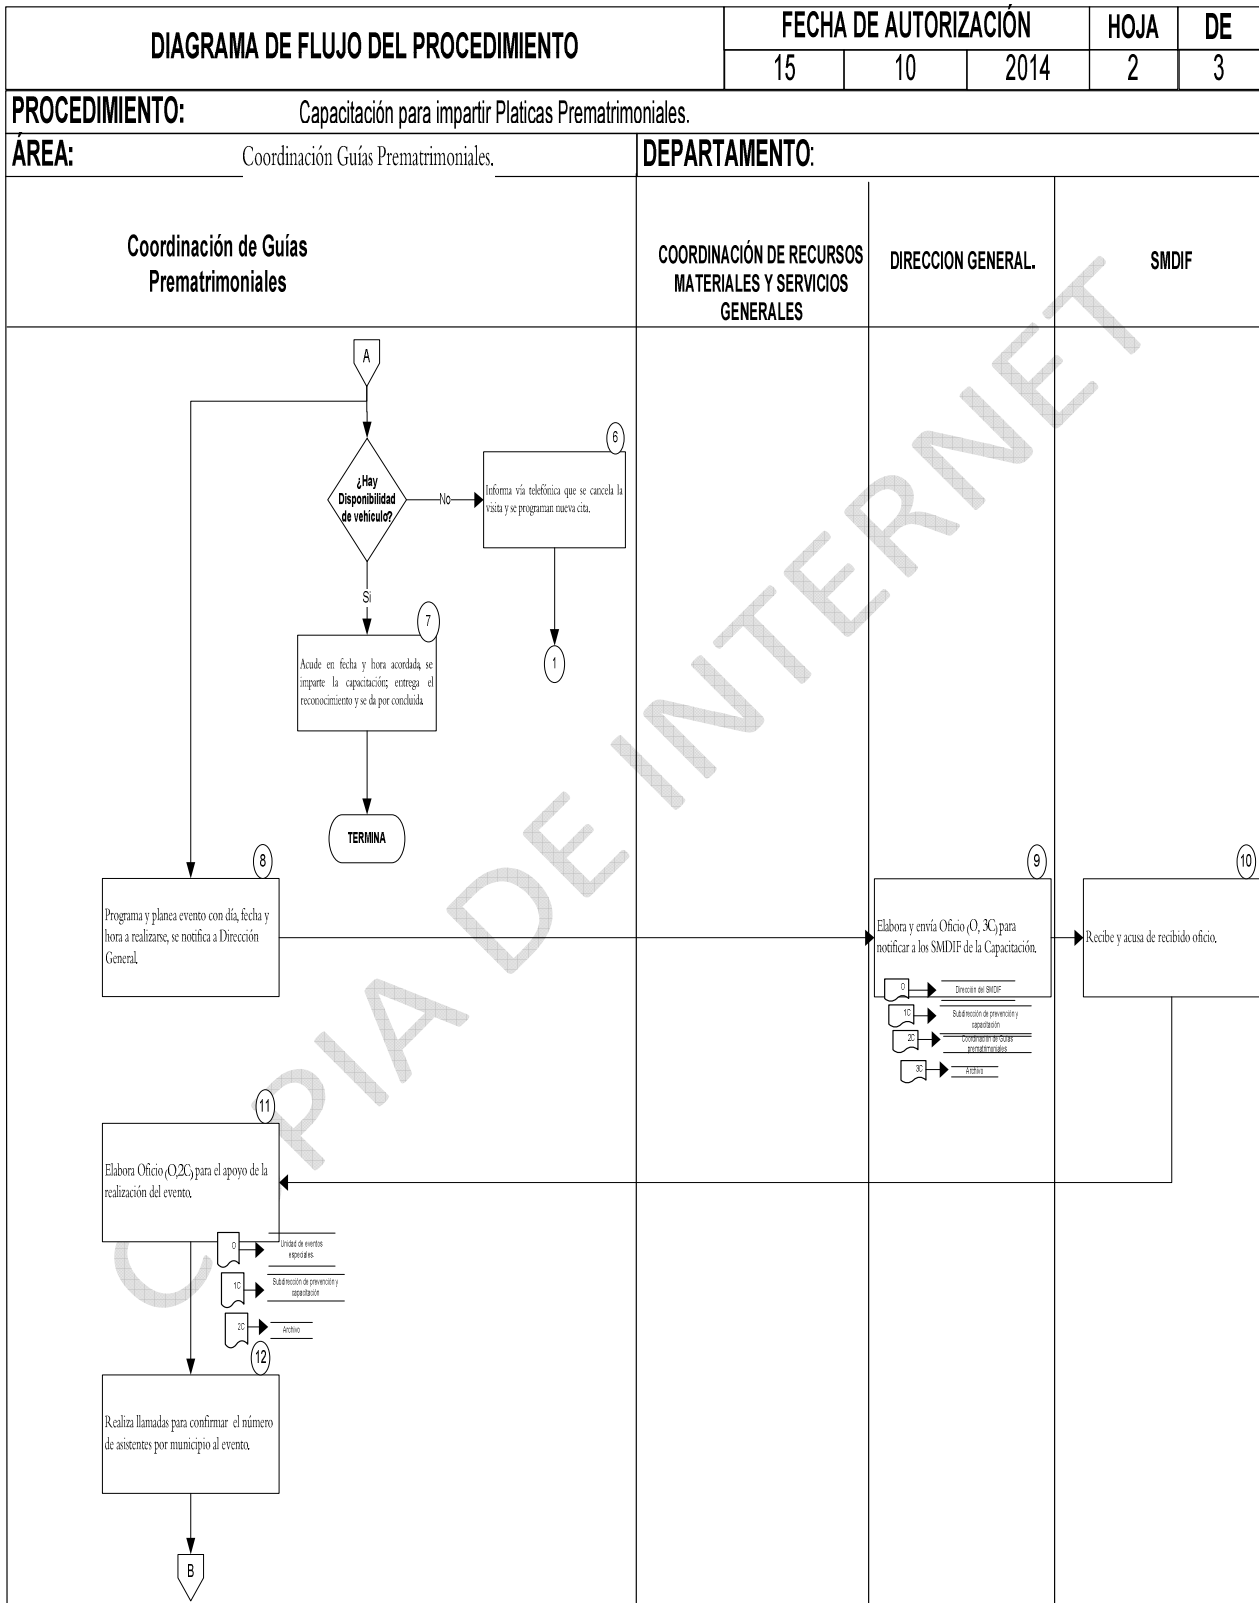 DIAGRAMA DE FLUJO DEL PROCEDIMIENTO
FECHA DE AUTORIZACIÓN
HOJA
DE
15
10
2014
2
3
PROCEDIMIENTO:
Capacitación para impartir Platicas Prematrimoniales.
ÁREA:
Coordinación Guías Prematrimoniales.
DEPARTAMENTO:
Coordinación de Guías
Prematrimoniales
COORDINACIÓN DE RECURSOS
MATERIALES Y SERVICIOS
GENERALES
DIRECCION GENERAL.
SMDIF
A
¿Hay
Disponibilidad
de vehículo?
No
6
Informa vía telefónica que se cancela la
visita y se programan nueva cita.
1
Si
7
Acude en fecha y hora acordada, se
imparte la capacitación; entrega el
reconocimiento y se da por concluida.
TERMINA
8
Programa y planea evento con día, fecha y
hora a realizarse, se notifica a Dirección
General.
9
Elabora y envía Oficio (O, 3C) para
notificar a los SMDIF de la Capacitación.
O
Dirección del SMDIF
1C
Subdirección de prevención y
capacitación
2C
Coordinación de Guías
prematrimoniales
3C
Archivo
10
Recibe y acusa de recibido oficio.
11
Elabora Oficio (O,2C) para el apoyo de la
realización del evento.
O
Unidad de eventos
especiales.
1C
Subdirección de prevención y
capacitación
2C
Archivo
12
Realiza llamadas para confirmar el número
de asistentes por municipio al evento.
B
COPIA DE INTERNET